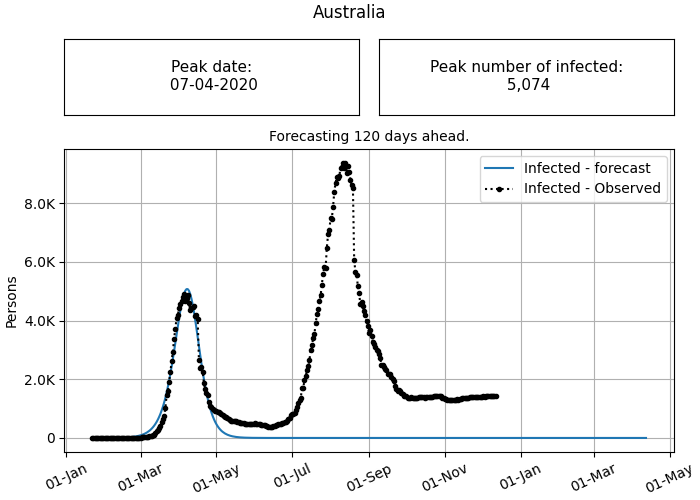 Australia
Peak date:
07-04-2020
Peak number of infected:
5,074
Forecasting 120 days ahead.
Infected - forecast
Infected - Observed
Persons
8.0K
6.0K
4.0K
2.0K
0
01-Jan
01-Mar
01-May
01-Jul
01-Sep
01-Nov
01-Jan
01-Mar
01-May